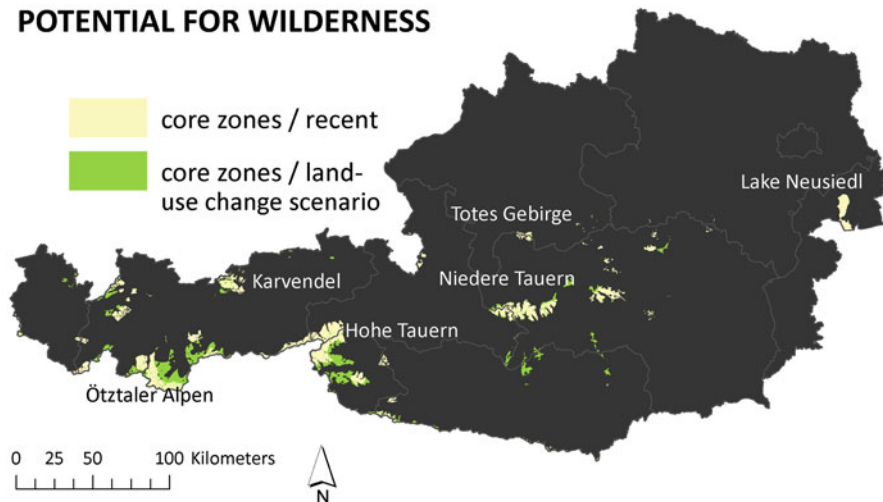 POTENTIAL FOR WILDERNESS
core zones / recent
core zones / land-
use change scenario
Lake Neusiedl
Totes Gebirge
Karvendel
Niedere Tauern
Hohe Tauern
Ötztaler Alpen
0 25 50 100 Kilometers
N